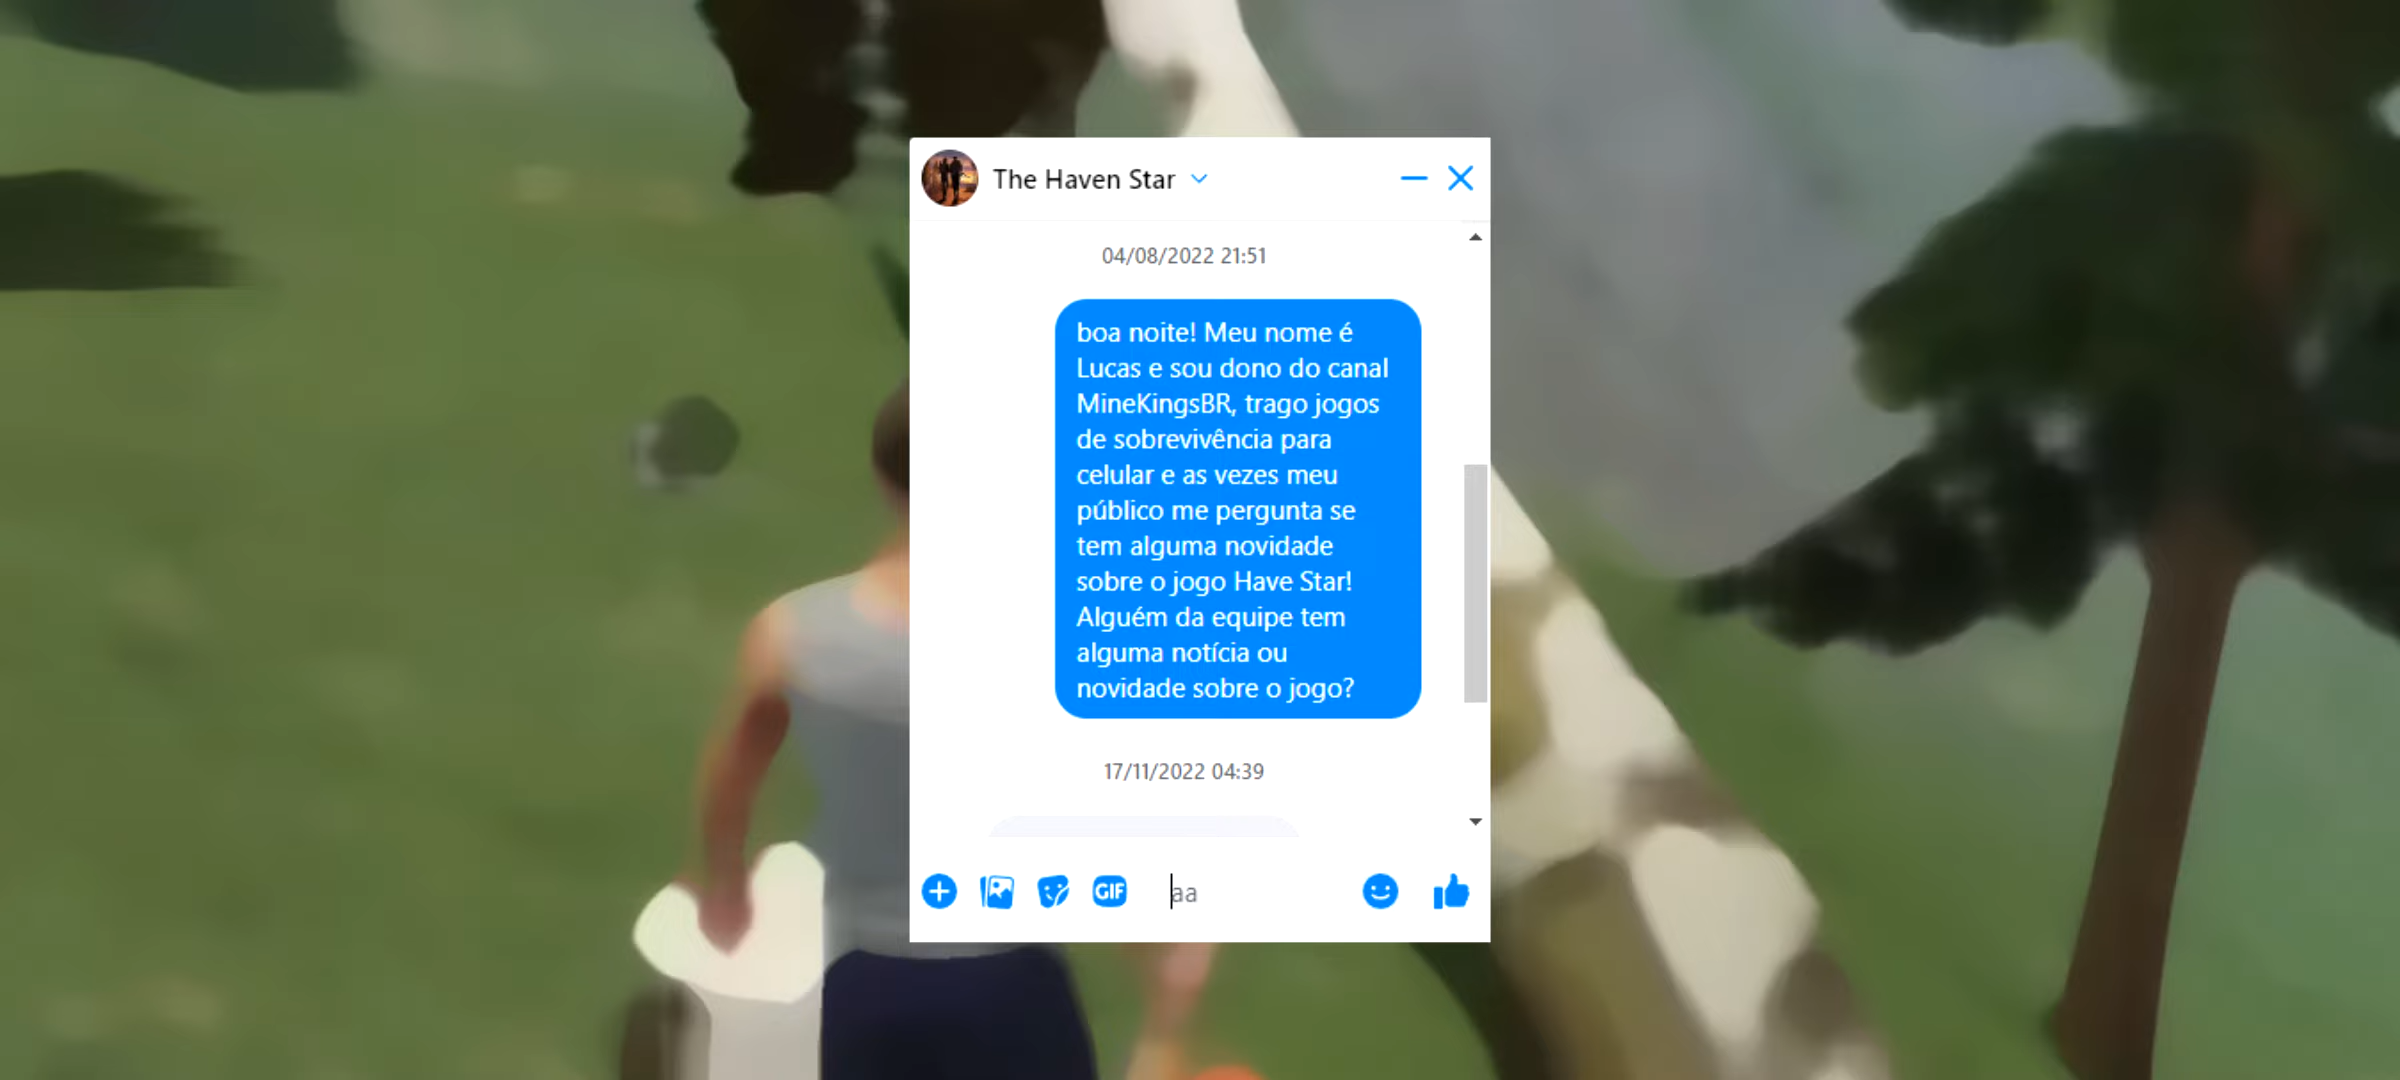 The Haven Star
04/08/2022 21:51
boa noite! Meu nome é
Lucas e sou dono do canal
MineKingsBR, trago jogos
de sobrevivência para
celular e as vezes meu
público me pergunta se
tem alguma novidade
sobre o jogo Have Star!
Alguém da equipe tem
alguma notícia ou
novidade sobre o jogo?
17/11/2022 04:39
GIF
aa